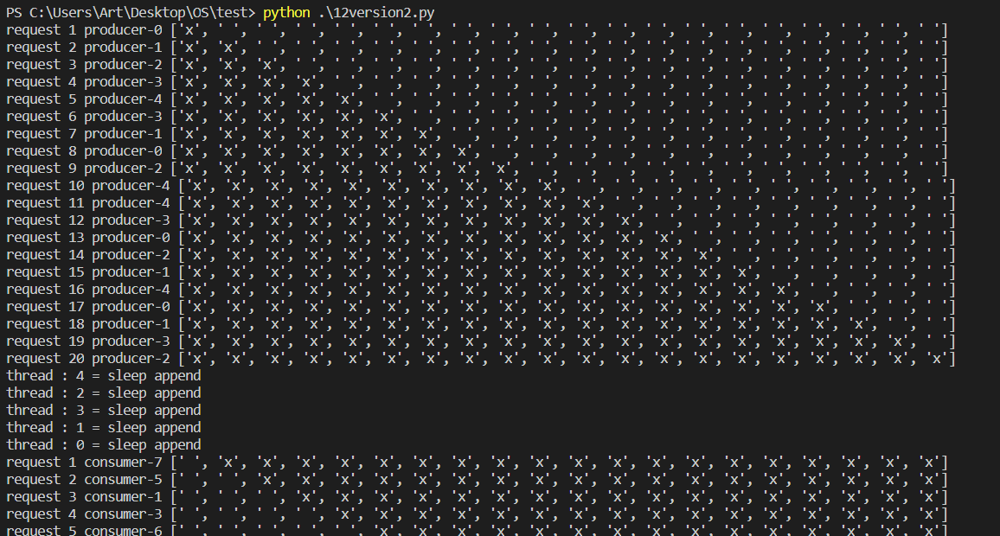 PS C:\Users\Art\Desktop\OS\test> python .\12version2.py
request 1 producer-0 ['x', ' ', ' ', ' ', ' ', ' ', ' ', ' ', ' ', ' ', ' ', ' ', ' ', ' ', ' ', ' ', ' ', ' ', ' ', ' ']
request 2 producer-1 ['x', 'x', ' ', ' ', ' ', ' ', ' ', ' ', ' ', ' ', ' ', ' ', ' ', ' ', ' ', ' ', ' ', ' ', ' ', ' ']
request 3 producer-2 ['x', 'x', 'x', ' ', ' ', ' ', ' ', ' ', ' ', ' ', ' ', ' ', ' ', ' ', ' ', ' ', ' ', ' ', ' ', ' ']
request 4 producer-3 ['x', 'x', 'x', 'x', ' ', ' ', ' ', ' ', ' ', ' ', ' ', ' ', ' ', ' ', ' ', ' ', ' ', ' ', ' ', ' ']
request 5 producer-4 ['x', 'x', 'x', 'x', 'x', ' ', ' ', ' ', ' ', ' ', ' ', ' ', ' ', ' ', ' ', ' ', ' ', ' ', ' ', ' ']
request 6 producer-3 ['x', 'x', 'x', 'x', 'x', 'x', ' ', ' ', ' ', ' ', ' ', ' ', ' ', ' ', ' ', ' ', ' ', ' ', ' ', ' ']
request 7 producer-1 ['x', 'x', 'x', 'x', 'x', 'x', 'x', ' ', ' ', ' ', ' ', ' ', ' ', ' ', ' ', ' ', ' ', ' ', ' ', ' ']
request 8 producer-0 ['x', 'x', 'x', 'x', 'x', 'x', 'x', 'x', ' ', ' ', ' ', ' ', ' ', ' ', ' ', ' ', ' ', ' ', ' ', ' ']
request 9 producer-2 ['x', 'x', 'x', 'x', 'x', 'x', 'x', 'x', 'x', ' ', ' ', ' ', ' ', ' ', ' ', ' ', ' ', ' ', ' ', ' ']
request 10 producer-4 ['x', 'x', 'x', 'x', 'x', 'x', 'x', 'x', 'x', 'x', ' ', ' ', ' ', ' ', ' ', ' ', ' ', ' ', ' ', ' ']
request 11 producer-4 ['x', 'x', 'x', 'x', 'x', 'x', 'x', 'x', 'x', 'x', 'x', ' ', ' ', ' ', ' ', ' ', ' ', ' ', ' ', ' ']
request 12 producer-3 ['x', 'x', 'x', 'x', 'x', 'x', 'x', 'x', 'x', 'x', 'x', 'x', ' ', ' ', ' ', ' ', ' ', ' ', ' ', ' ']
request 13 producer-0 ['x', 'x', 'x', 'x', 'x', 'x', 'x', 'x', 'x', 'x', 'x', 'x', 'x', ' ', ' ', ' ', ' ', ' ', ' ', ' ']
request 14 producer-2 ['x', 'x', 'x', 'x', 'x', 'x', 'x', 'x', 'x', 'x', 'x', 'x', 'x', 'x', ' ', ' ', ' ', ' ', ' ', ' ']
request 15 producer-1 ['x', 'x', 'x', 'x', 'x', 'x', 'x', 'x', 'x', 'x', 'x', 'x', 'x', 'x', 'x', ' ', ' ', ' ', ' ', ' ']
request 16 producer-4 ['x', 'x', 'x', 'x', 'x', 'x', 'x', 'x', 'x', 'x', 'x', 'x', 'x', 'x', 'x', 'x', ' ', ' ', ' ', ' ']
request 17 producer-0 ['x', 'x', 'x', 'x', 'x', 'x', 'x', 'x', 'x', 'x', 'x', 'x', 'x', 'x', 'x', 'x', 'x', ' ', ' ', ' ']
request 18 producer-1 ['x', 'x', 'x', 'x', 'x', 'x', 'x', 'x', 'x', 'x', 'x', 'x', 'x', 'x', 'x', 'x', 'x', 'x', ' ', ' ']
request 19 producer-3 ['x', 'x', 'x', 'x', 'x', 'x', 'x', 'x', 'x', 'x', 'x', 'x', 'x', 'x', 'x', 'x', 'x', 'x', 'x', ' ']
request 20 producer-2 ['x', 'x', 'x', 'x', 'x', 'x', 'x', 'x', 'x', 'x', 'x', 'x', 'x', 'x', 'x', 'x', 'x', 'x', 'x', 'x']
thread : 4 = sleep append
thread : 2 = sleep append
thread : 3 = sleep append
thread : 1 = sleep append
thread : 0 = sleep append
request 1 consumer-7 [' ', 'x', 'x', 'x', 'x', 'x', 'x', 'x', 'x', 'x', 'x', 'x', 'x', 'x', 'x', 'x', 'x', 'x', 'x', 'x']
request 2 consumer-5 [' ', ' ', 'x', 'x', 'x', 'x', 'x', 'x', 'x', 'x', 'x', 'x', 'x', 'x', 'x', 'x', 'x', 'x', 'x', 'x']
request 3 consumer-1 [' ', ' ', ' ', 'x', 'x', 'x', 'x', 'x', 'x', 'x', 'x', 'x', 'x', 'x', 'x', 'x', 'x', 'x', 'x', 'x']
request 4 consumer-3 [' ', ' ', ' ', ' ', 'x', 'x', 'x', 'x', 'x', 'x', 'x', 'x', 'x', 'x', 'x', 'x', 'x', 'x', 'x', 'x']
request 5 consumer-6 [' ', ' ', ' ', ' ', ' ', 'x', 'x', 'x', 'x', 'x', 'x', 'x', 'x', 'x', 'x', 'x', 'x', 'x', 'x', 'x']